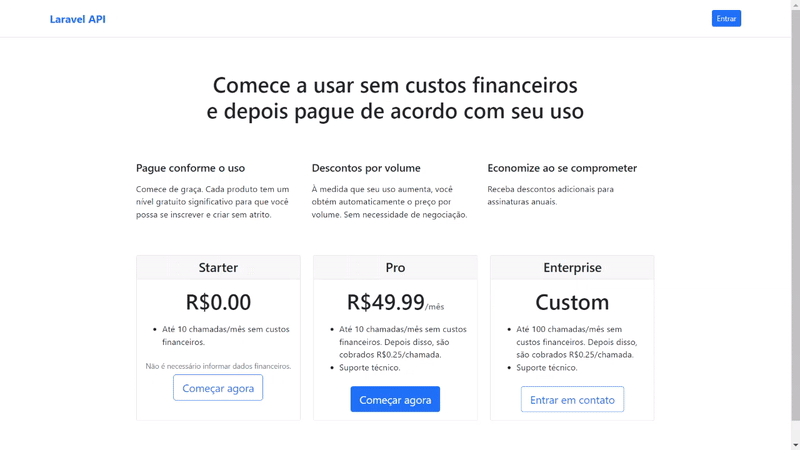 Laravel API
Entrar
Comece a usar sem custos financeiros
e depois pague de acordo com seu uso
Pague conforme o uso
Comece de graça. Cada produto tem um
nível gratuito significativo para que você
possa se inscrever e criar sem atrito.
Descontos por volume
À medida que seu uso aumenta, você
obtém automaticamente o preço por
volume. Sem necessidade de negociação.
Economize ao se comprometer
Receba descontos adicionais para
assinaturas anuais.
Starter
R$0.00
Até 10 chamadas/mês sem custos
financeiros.
Não é necessário informar dados financeiros.
Começar agora
Pro
R$49.99/mês
Até 10 chamadas/mês sem custos
financeiros. Depois disso, são
cobrados R$0.25/chamada.
Suporte técnico.
Começar agora
Enterprise
Custom
Até 100 chamadas/mês sem
custos financeiros. Depois disso,
são cobrados R$0.25/chamada.
Suporte técnico.
Entrar em contato